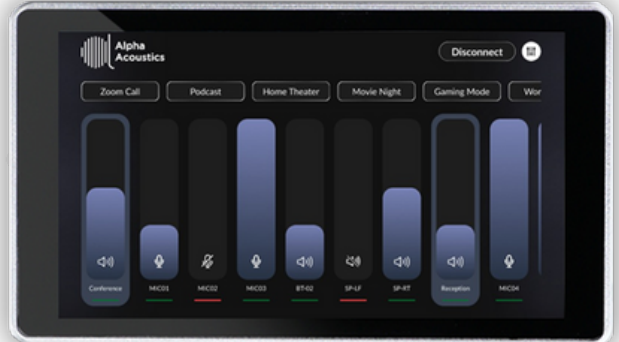 Alpha
Acoustics
Disconnect
Zoom Call
Podcast
Home Theater
Movie Night
Gaming Mode
Wor
Conference
MIC01
MIC02
MIC03
BT-02
SP-LF
SP-RT
Reception
MIC04